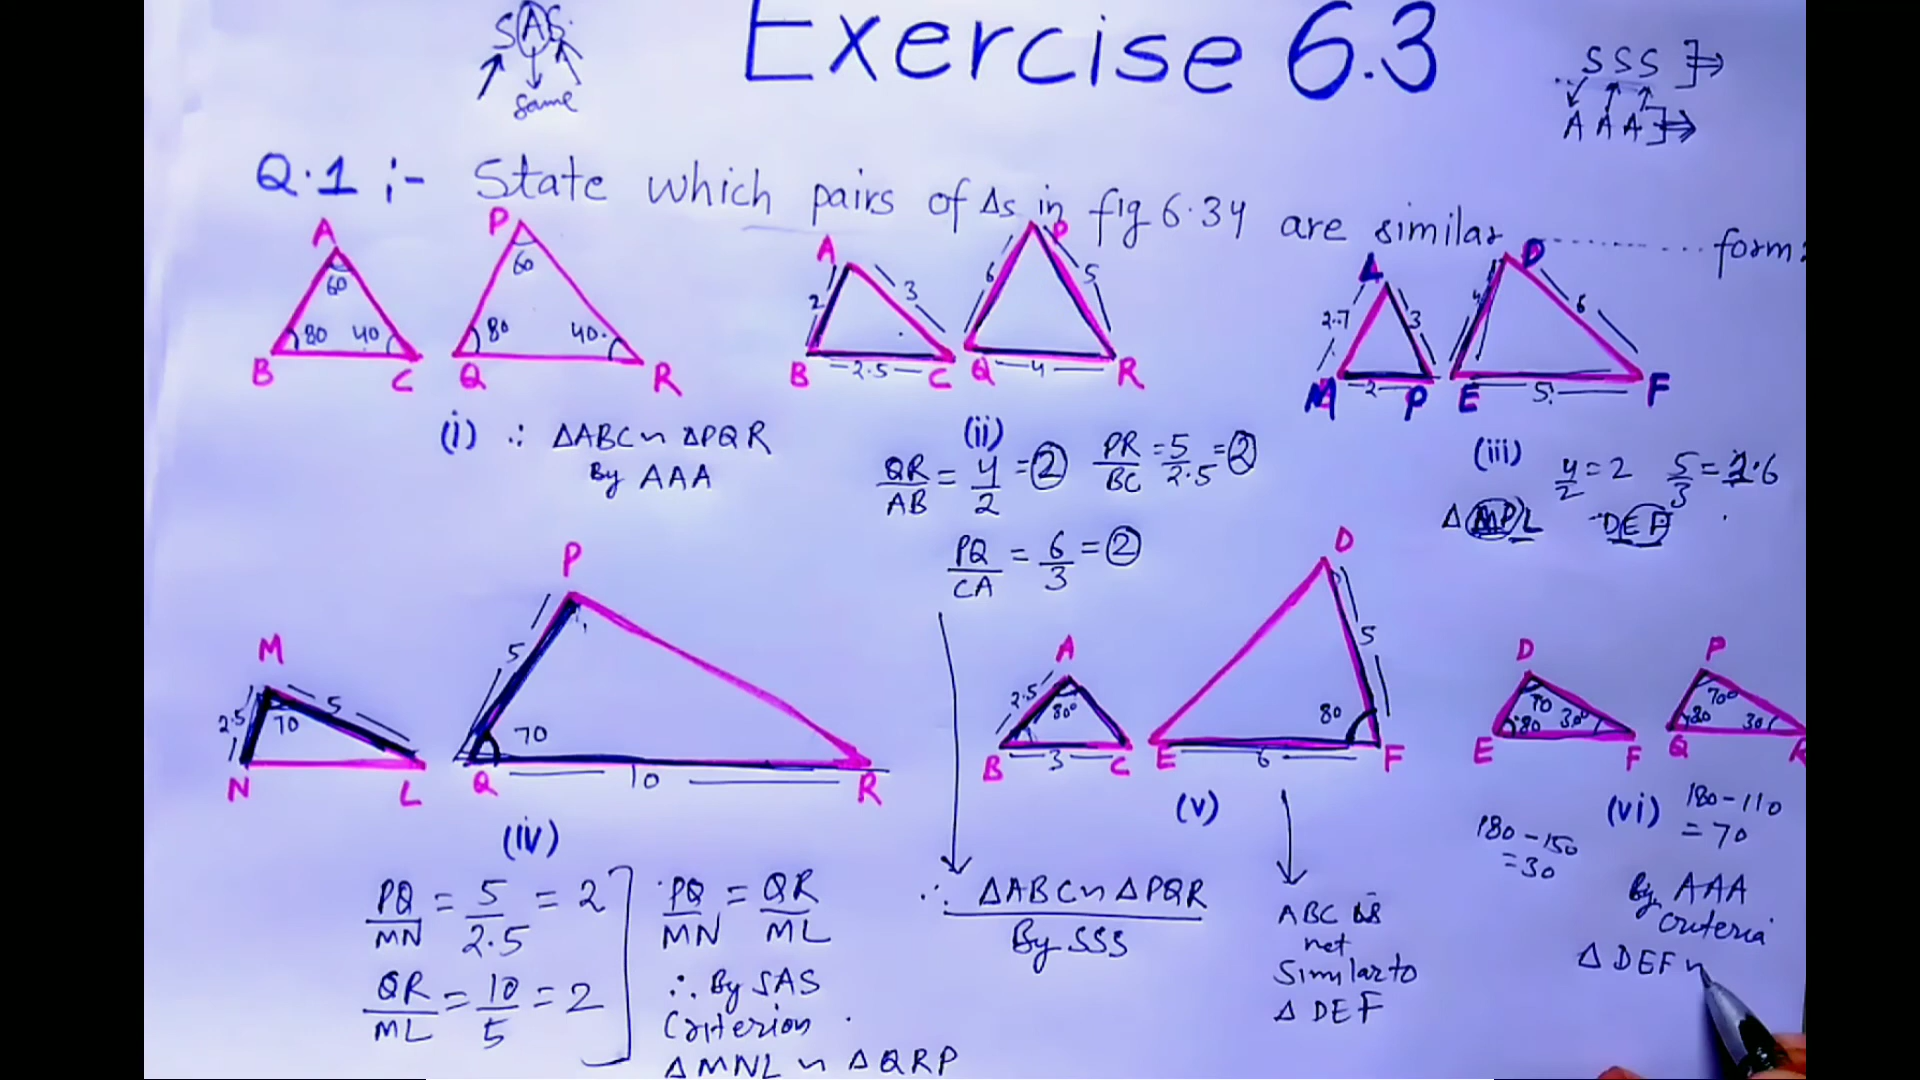 SAS
same
Exercise 6.3
SSS
AAA
Q.1 :- State which pairs of Δs in fig 6.34 are similar ......... form:
A
60
80 40
B C
P
60
80 40
Q R
(i) ∴ ΔABC ~ ΔPQR
By AAA
A
2 3
B 2.5 C
P
6 5
Q 4 R
(ii)
QR/AB = 4/2 = 2 PR/BC = 5/2.5 = 2
PQ/CA = 6/3 = 2
∴ ΔABC ~ ΔPQR
By SSS
L
2.7 3
M 2 P
D
4 6
E 5 F
(iii)
4/2 = 2 5/3 = 1.6
Δ MPL DEF
M
2.5 70 5
N L
P
5
70
Q 10 R
(iv)
PQ/MN = 5/2.5 = 2
QR/ML = 10/5 = 2
PQ/MN = QR/ML
∴ By SAS
Criterion
ΔMNL ~ ΔQRP
A
2.5 80°
B 3 C
D
5
80
E 6 F
(v)
ABC is
not
Similar to
Δ DEF
D
70
80 30°
E F
P
70°
80 30
Q R
(vi)
180-110
= 70
180-150
=30
By AAA
criteria
Δ DEF ~